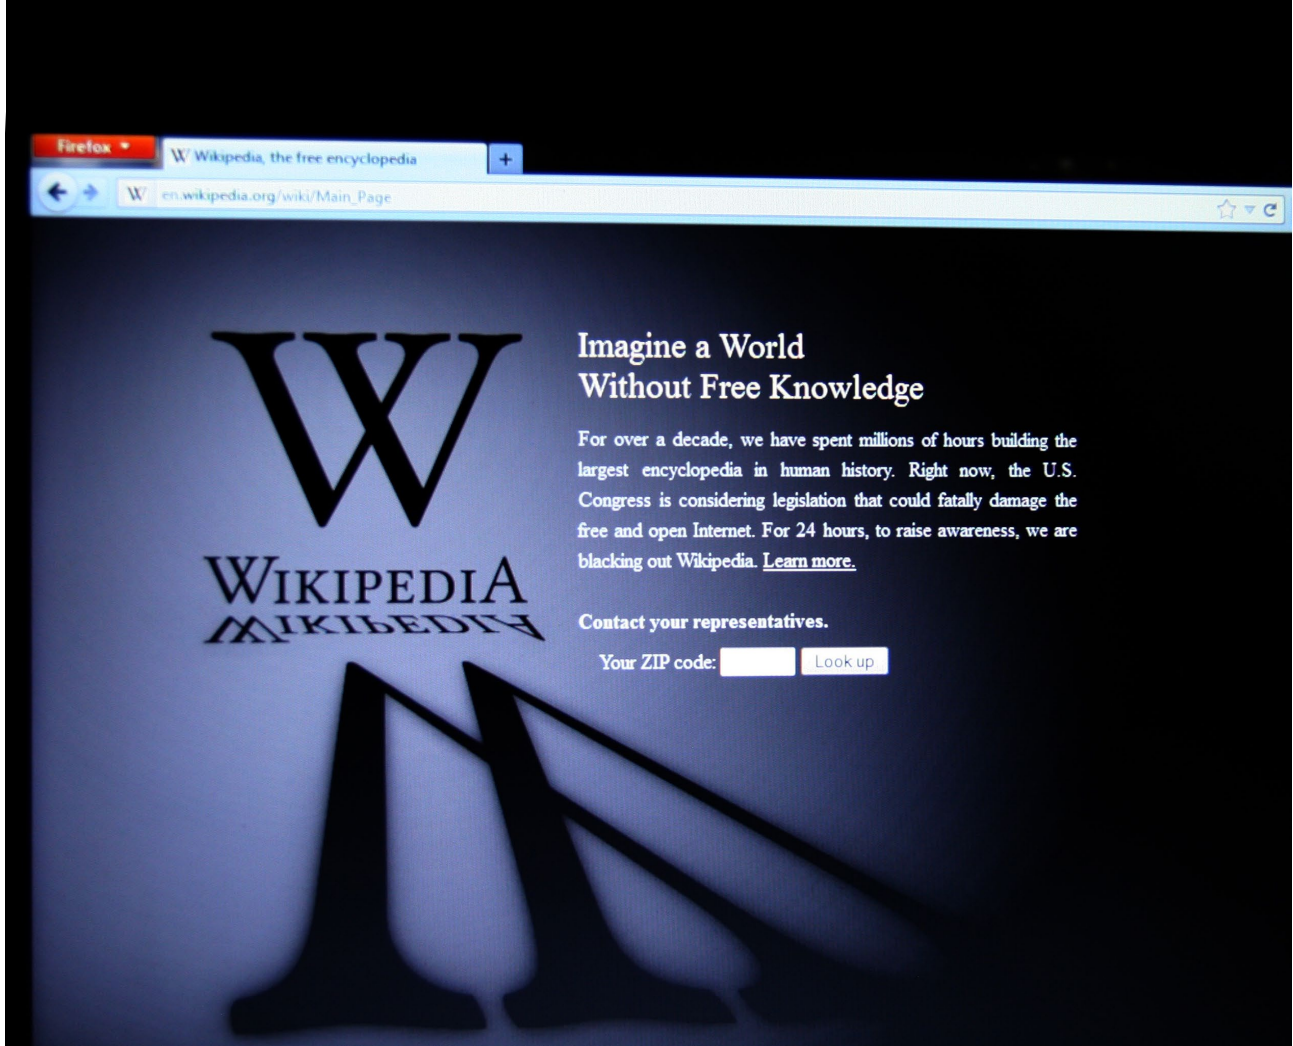 Firefox
W Wikipedia, the free encyclopedia +
W en.wikipedia.org/wiki/Main_Page
W
WIKIPEDIA
Imagine a World
Without Free Knowledge
For over a decade, we have spent millions of hours building the
largest encyclopedia in human history. Right now, the U.S.
Congress is considering legislation that could fatally damage the
free and open Internet. For 24 hours, to raise awareness, we are
blacking out Wikipedia. Learn more.
Contact your representatives.
Your ZIP code: Look up